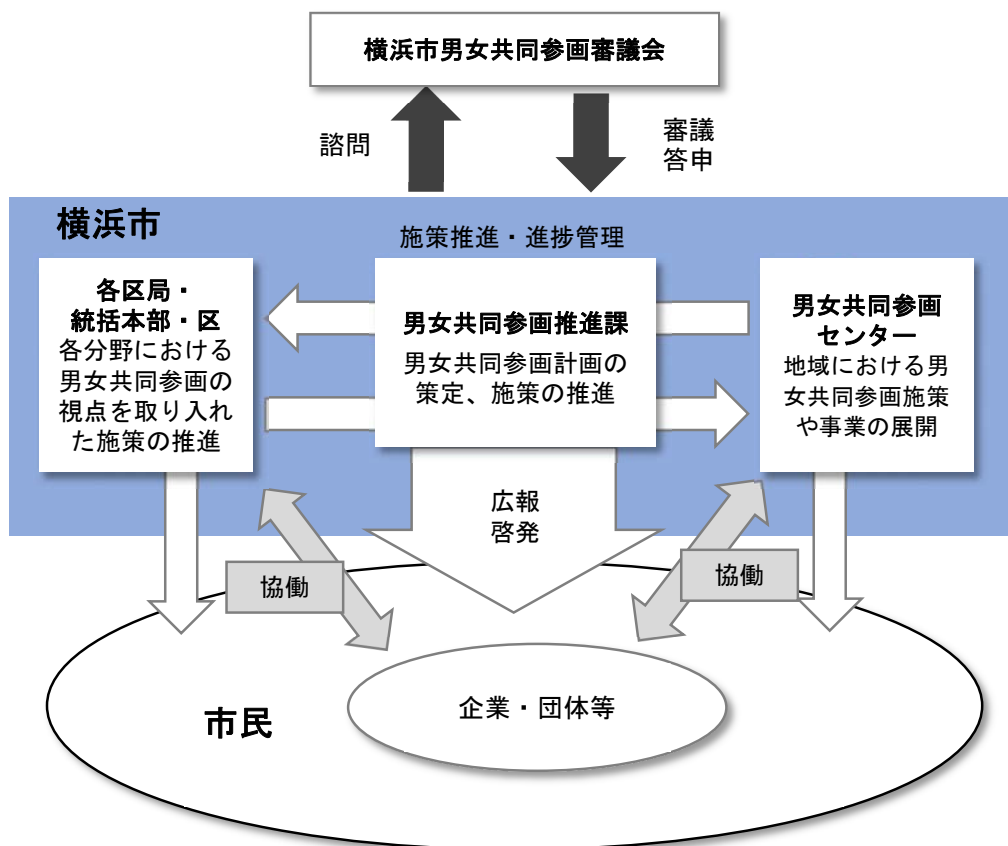 横浜市男女共同参画審議会
諮問
審議
答申
横浜市
施策推進・進捗管理
各区局・
統括本部・区
各分野における
男女共同参画の
視点を取り入れ
た施策の推進
男女共同参画推進課
男女共同参画計画の
策定、施策の推進
男女共同参画
センター
地域における男
女共同参画施策
や事業の展開
広報
啓発
協働
協働
企業・団体等
市民